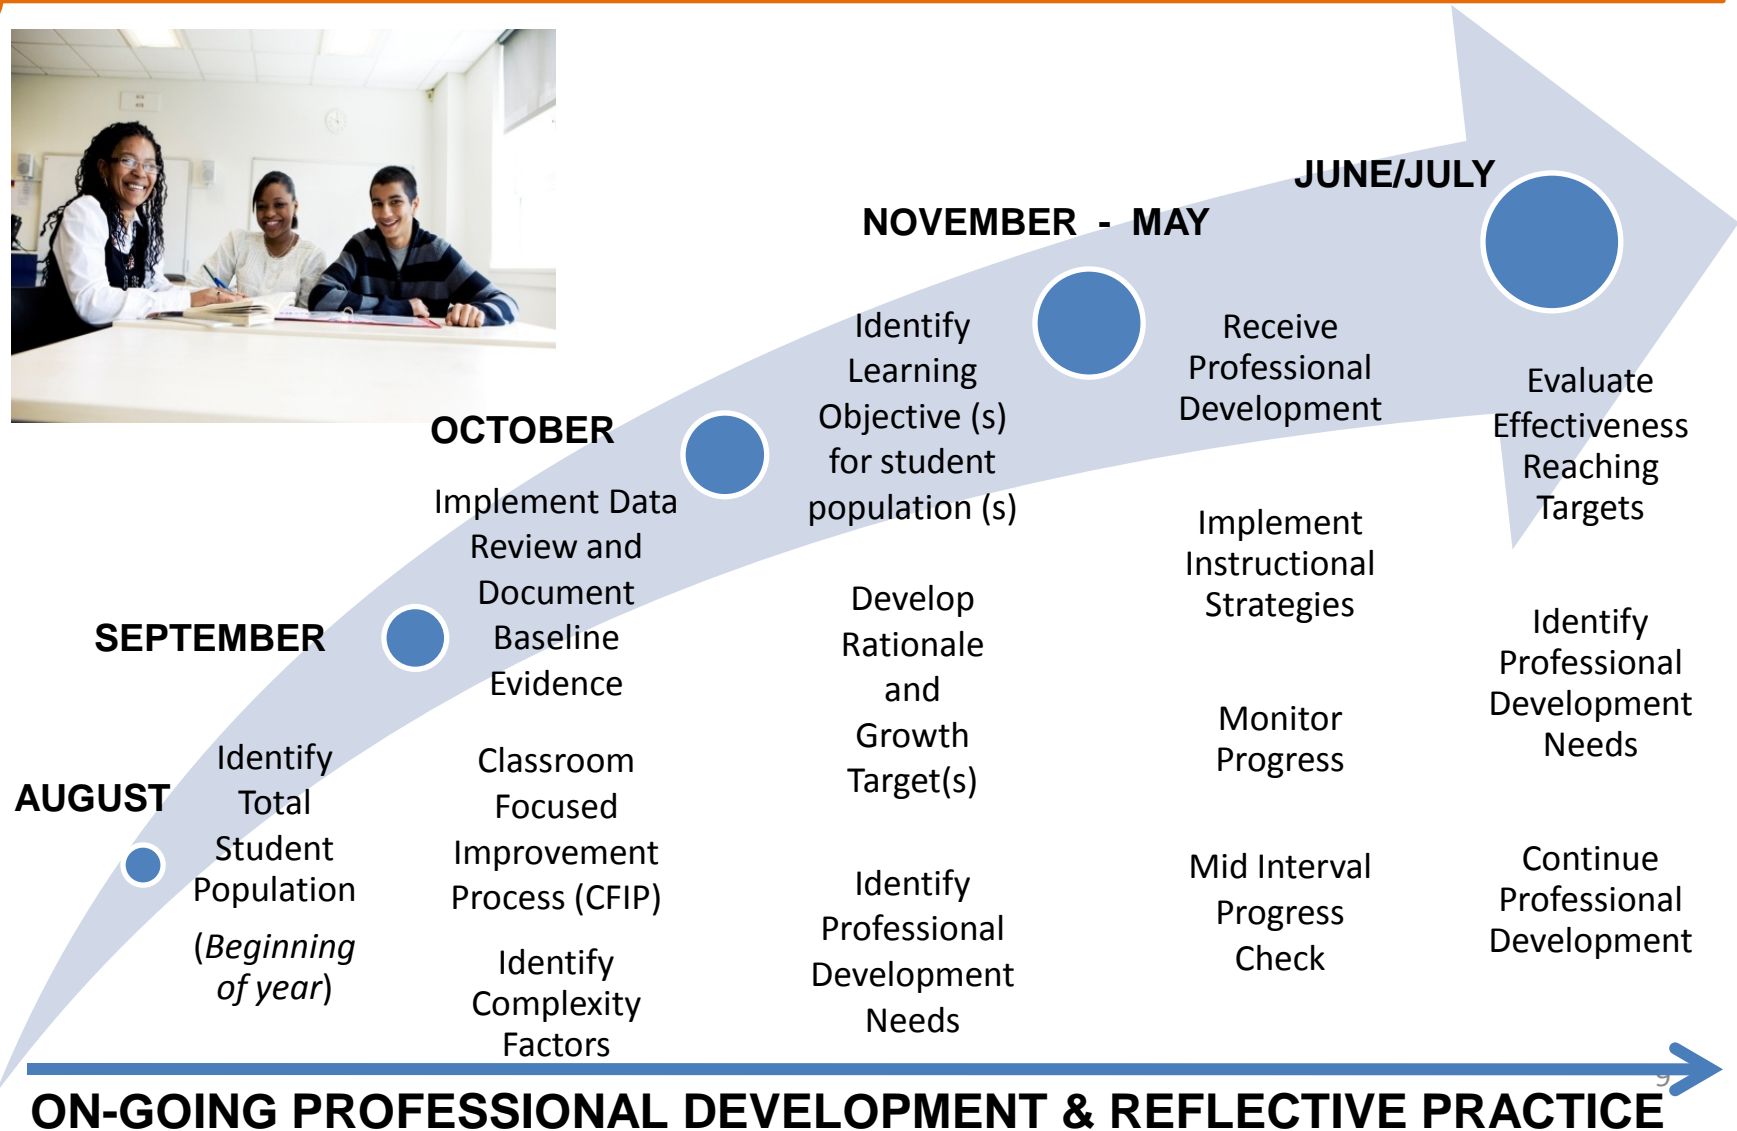 AUGUST
Identify
Total
Student
Population
(Beginning
of year)
SEPTEMBER
Implement Data
Review and
Document
Baseline
Evidence
Classroom
Focused
Improvement
Process (CFIP)
Identify
Complexity
Factors
OCTOBER
Identify
Learning
Objective (s)
for student
population (s)
Develop
Rationale
and
Growth
Target(s)
Identify
Professional
Development
Needs
NOVEMBER - MAY
Receive
Professional
Development
Implement
Instructional
Strategies
Monitor
Progress
Mid Interval
Progress
Check
JUNE/JULY
Evaluate
Effectiveness
Reaching
Targets
Identify
Professional
Development
Needs
Continue
Professional
Development
9
ON-GOING PROFESSIONAL DEVELOPMENT & REFLECTIVE PRACTICE